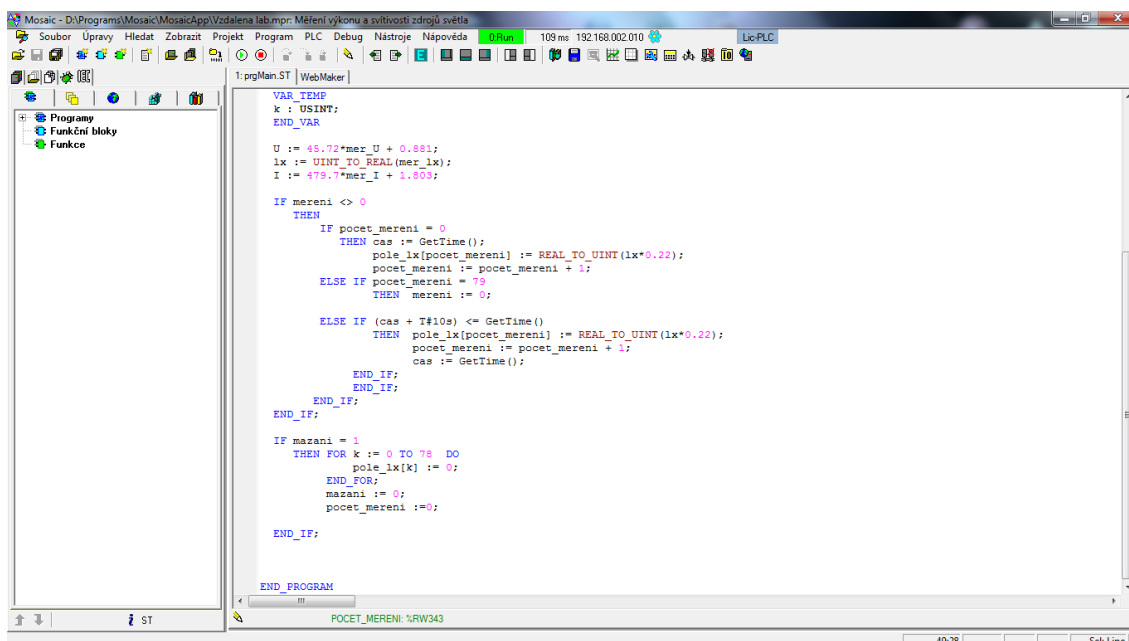 Mosaic - D:\Programs\Mosaic\MosaicApp\Vzdalena lab.mpr: Měření výkonu a svítivosti zdrojů světla
Soubor Úpravy Hledat Zobrazit Projekt Program PLC Debug Nástroje Nápověda 0:Run 109 ms 192.168.002.010 Lic-PLC
1: prgMain.ST WebMaker
Programy
Funkční bloky
Funkce
VAR_TEMP
k : USINT;
END_VAR
U := 45.72*mer_U + 0.881;
lx := UINT_TO_REAL(mer_lx);
I := 479.7*mer_I + 1.803;
IF mereni <> 0
THEN
IF pocet_mereni = 0
THEN cas := GetTime();
pole_lx[pocet_mereni] := REAL_TO_UINT(lx*0.22);
pocet_mereni := pocet_mereni + 1;
ELSE IF pocet_mereni = 79
THEN mereni := 0;
ELSE IF (cas + T#10s) <= GetTime()
THEN pole_lx[pocet_mereni] := REAL_TO_UINT(lx*0.22);
pocet_mereni := pocet_mereni + 1;
cas := GetTime();
END_IF;
END_IF;
END_IF;
END_IF;
IF mazani = 1
THEN FOR k := 0 TO 78 DO
pole_lx[k] := 0;
END_FOR;
mazani := 0;
pocet_mereni :=0;
END_IF;
END_PROGRAM
i ST
POCET_MERENI: %RW343